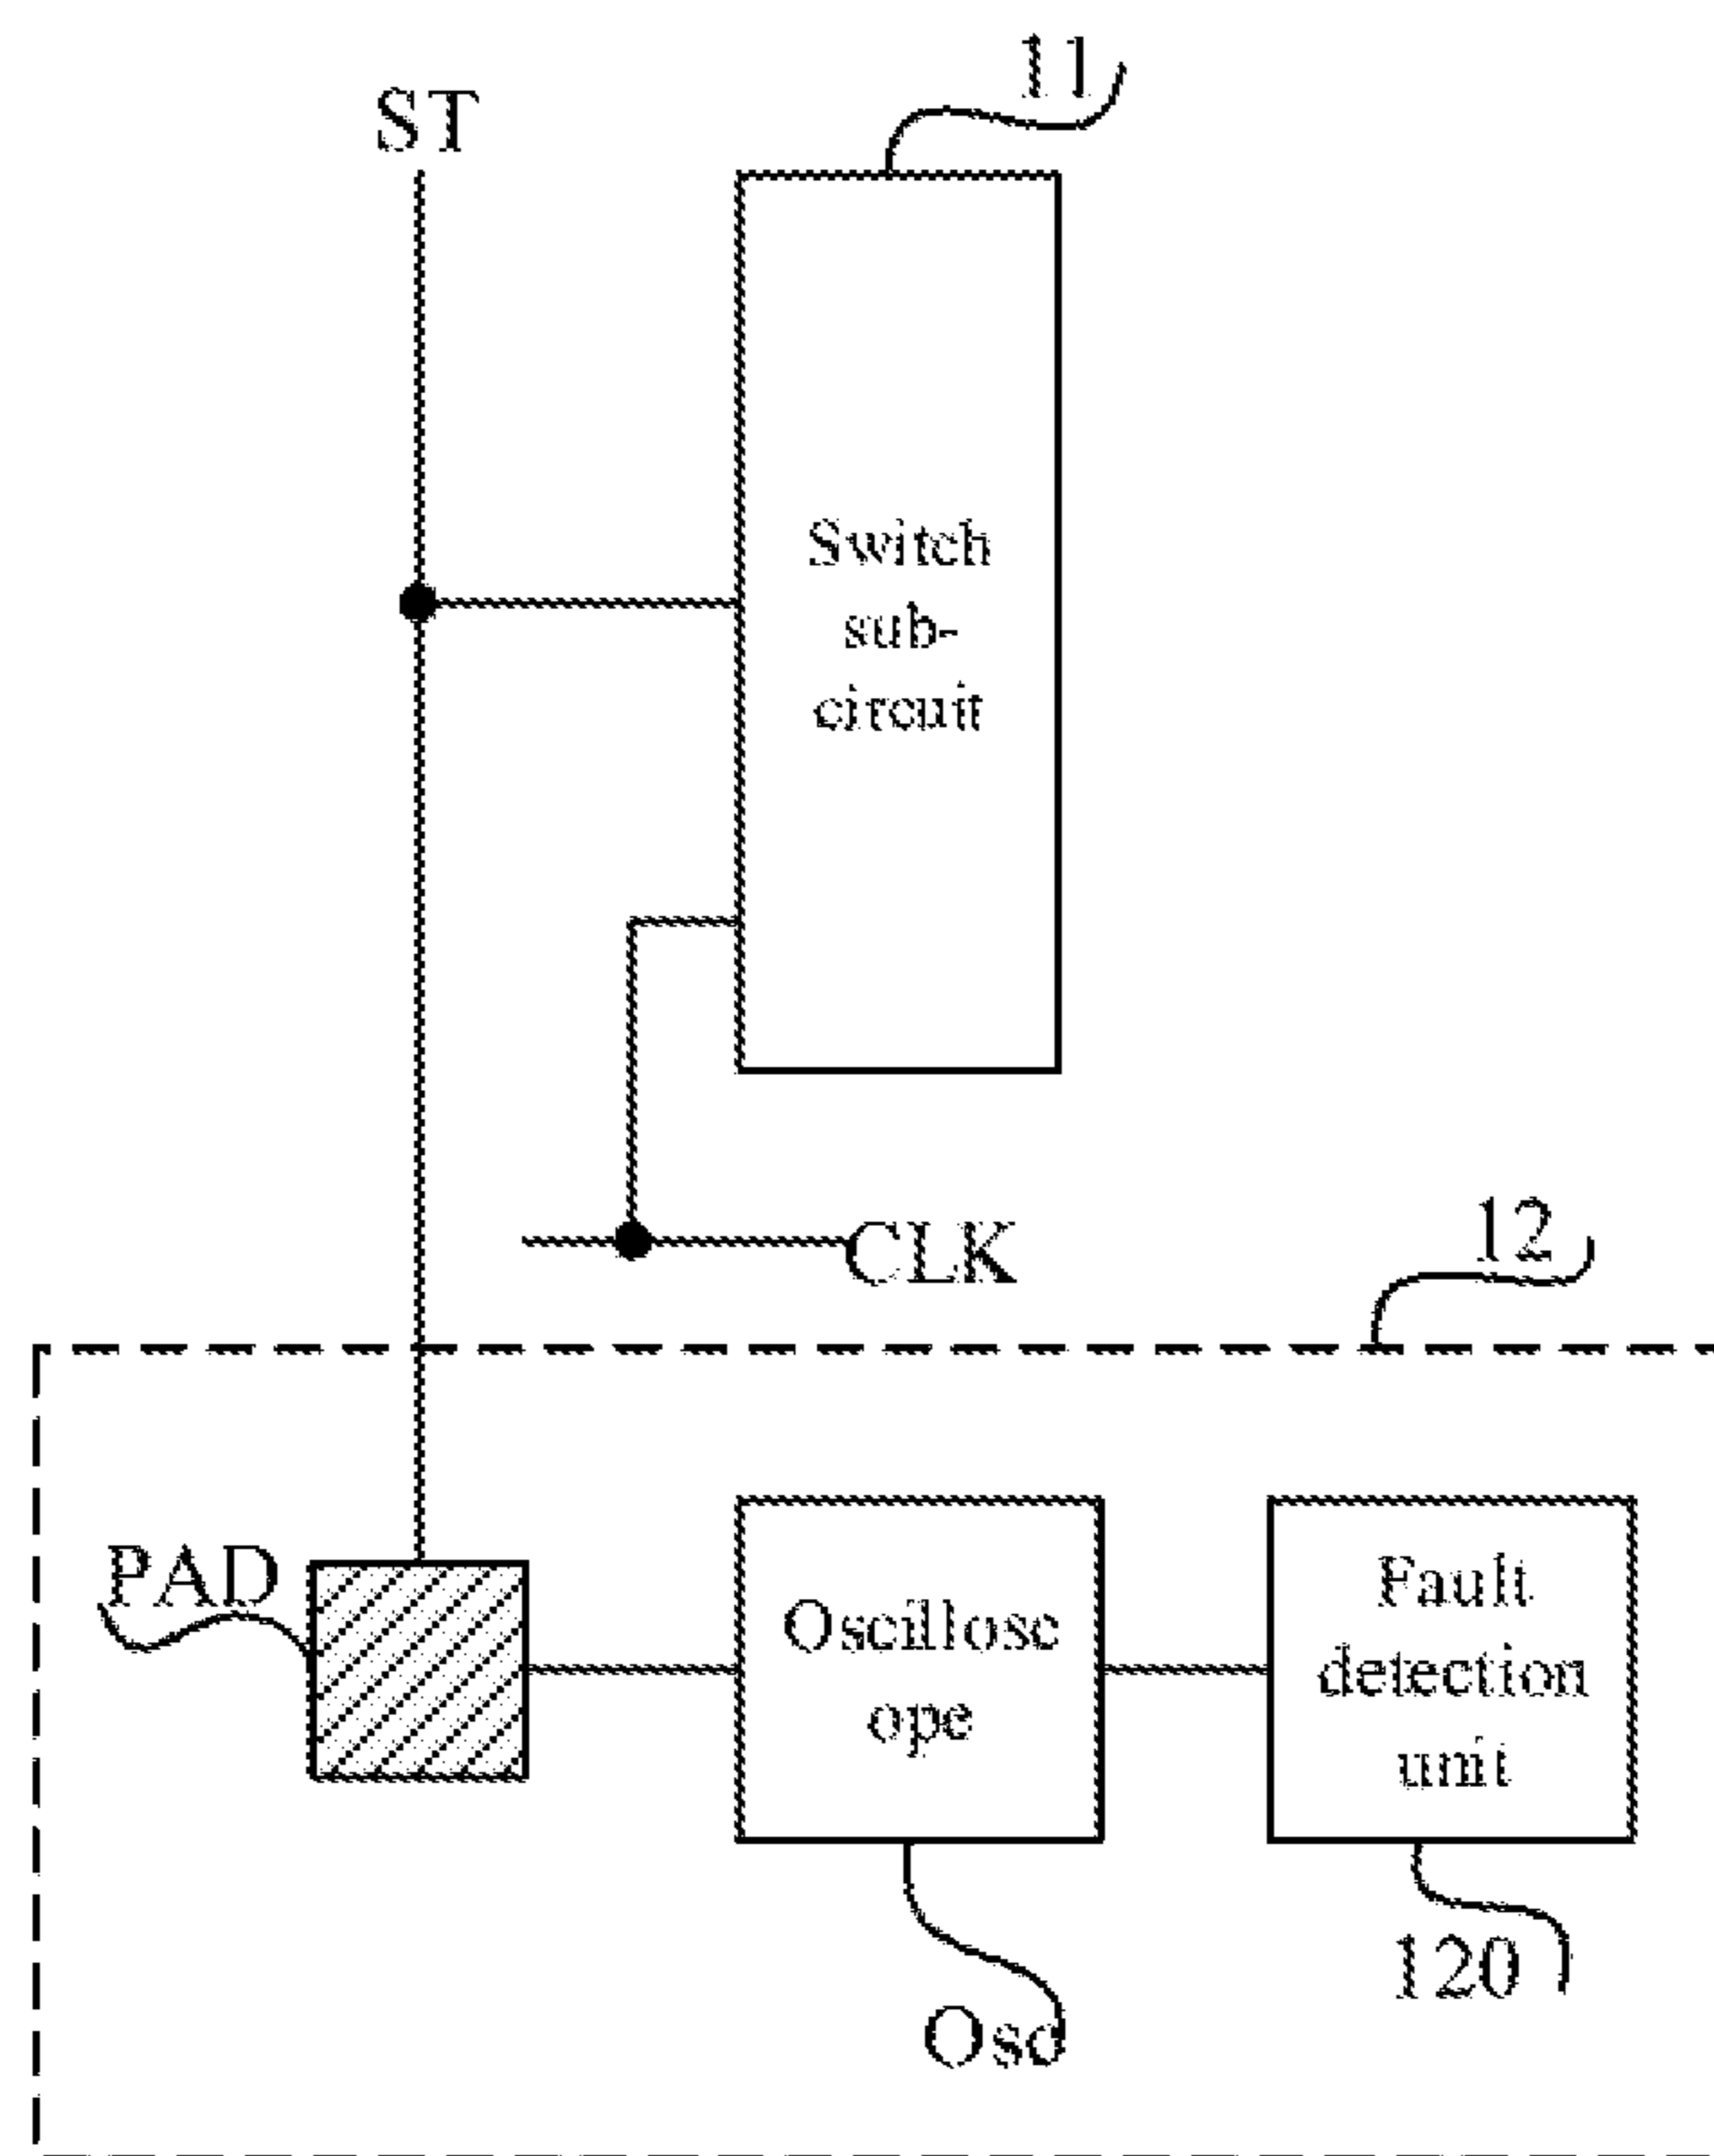 11
ST
Switch
sub-
circuit
CLK
12
PAD
Oscillosc
ope
Fault
detection
unit
120
Osc